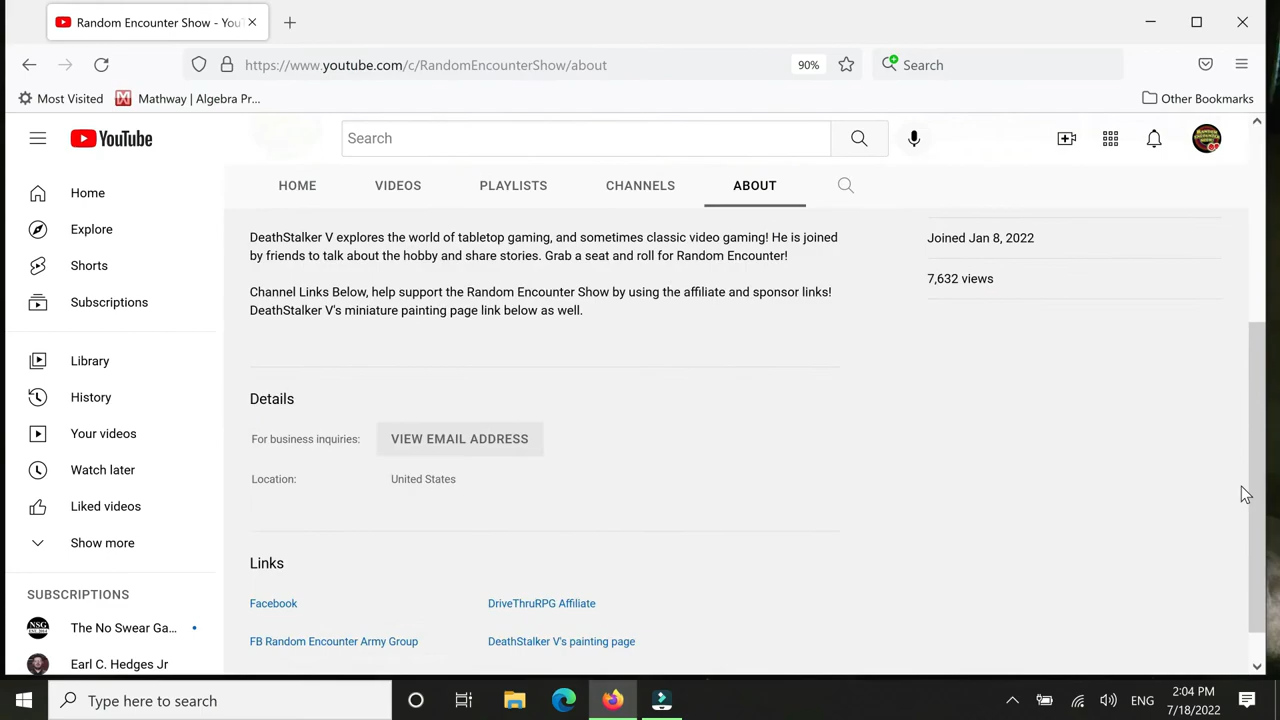 Random Encounter Show - You
https://www.youtube.com/c/RandomEncounterShow/about
90%
Search
Most Visited
Mathway | Algebra Pr...
Other Bookmarks
YouTube
Search
HOME
VIDEOS
PLAYLISTS
CHANNELS
ABOUT
Home
Explore
Shorts
Subscriptions
Library
History
Your videos
Watch later
Liked videos
Show more
SUBSCRIPTIONS
NSG
The No Swear Ga...
Earl C. Hedges Jr
DeathStalker V explores the world of tabletop gaming, and sometimes classic video gaming! He is joined
by friends to talk about the hobby and share stories. Grab a seat and roll for Random Encounter!
Channel Links Below, help support the Random Encounter Show by using the affiliate and sponsor links!
DeathStalker V's miniature painting page link below as well.
Joined Jan 8, 2022
7,632 views
Details
For business inquiries:
VIEW EMAIL ADDRESS
Location:
United States
Links
Facebook
DriveThruRPG Affiliate
FB Random Encounter Army Group
DeathStalker V's painting page
Type here to search
ENG
2:04 PM
7/18/2022